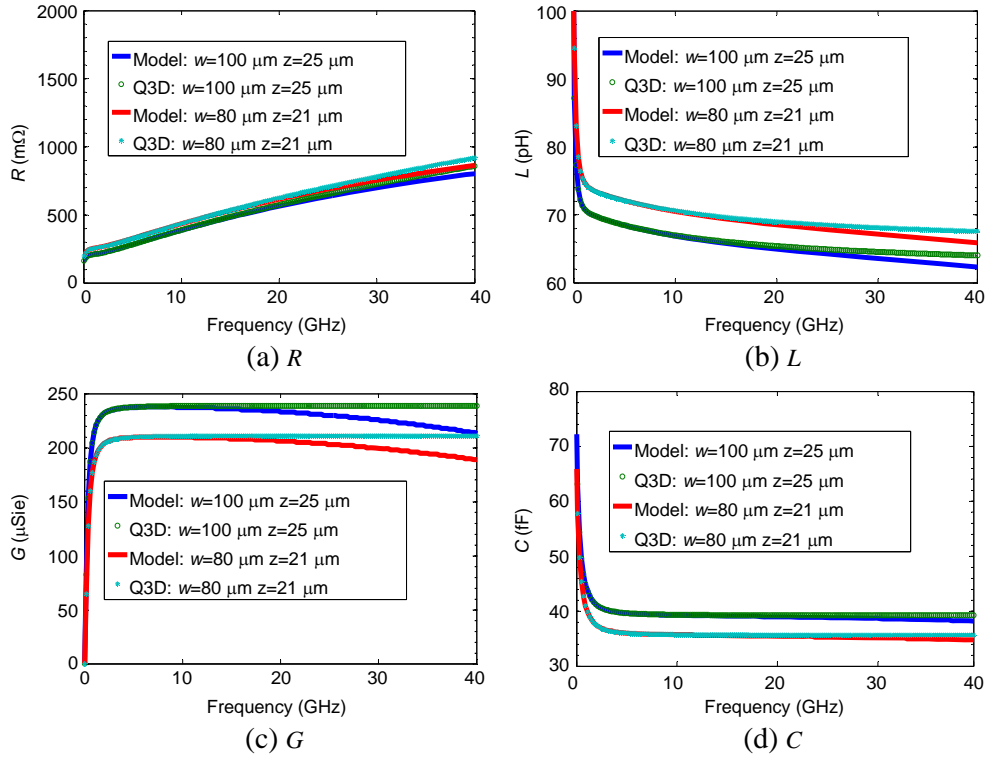 2000
1500
1000
500
0
R (mΩ)
Model: w=100 μm z=25 μm
Q3D: w=100 μm z=25 μm
Model: w=80 μm z=21 μm
Q3D: w=80 μm z=21 μm
0 10 20 30 40
Frequency (GHz)
(a) R
100
90
80
70
60
L (pH)
Model: w=100 μm z=25 μm
Q3D: w=100 μm z=25 μm
Model: w=80 μm z=21 μm
Q3D: w=80 μm z=21 μm
0 10 20 30 40
Frequency (GHz)
(b) L
250
200
150
100
50
0
G (μSie)
Model: w=100 μm z=25 μm
Q3D: w=100 μm z=25 μm
Model: w=80 μm z=21 μm
Q3D: w=80 μm z=21 μm
0 10 20 30 40
Frequency (GHz)
(c) G
80
70
60
50
40
30
C (fF)
Model: w=100 μm z=25 μm
Q3D: w=100 μm z=25 μm
Model: w=80 μm z=21 μm
Q3D: w=80 μm z=21 μm
0 10 20 30 40
Frequency (GHz)
(d) C